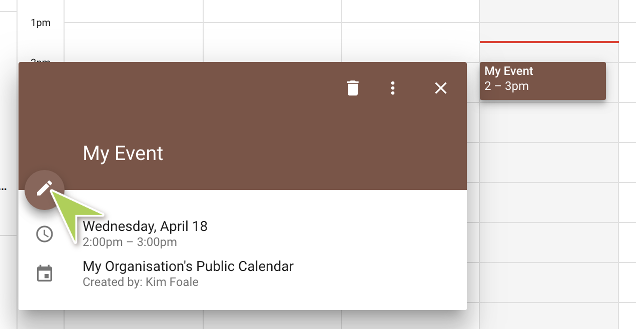 1pm
My Event
2 – 3pm
My Event
Wednesday, April 18
2:00pm – 3:00pm
My Organisation's Public Calendar
Created by: Kim Foale